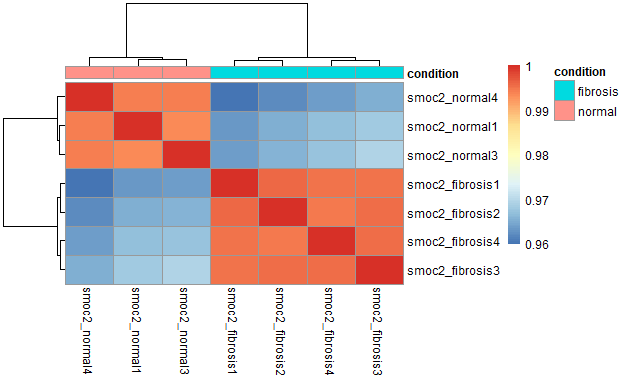 condition
smoc2_normal4
smoc2_normal1
smoc2_normal3
smoc2_fibrosis1
smoc2_fibrosis2
smoc2_fibrosis4
smoc2_fibrosis3
1
0.99
0.98
0.97
0.96
condition
fibrosis
normal
smoc2_normal4
smoc2_normal1
smoc2_normal3
smoc2_fibrosis1
smoc2_fibrosis2
smoc2_fibrosis4
smoc2_fibrosis3